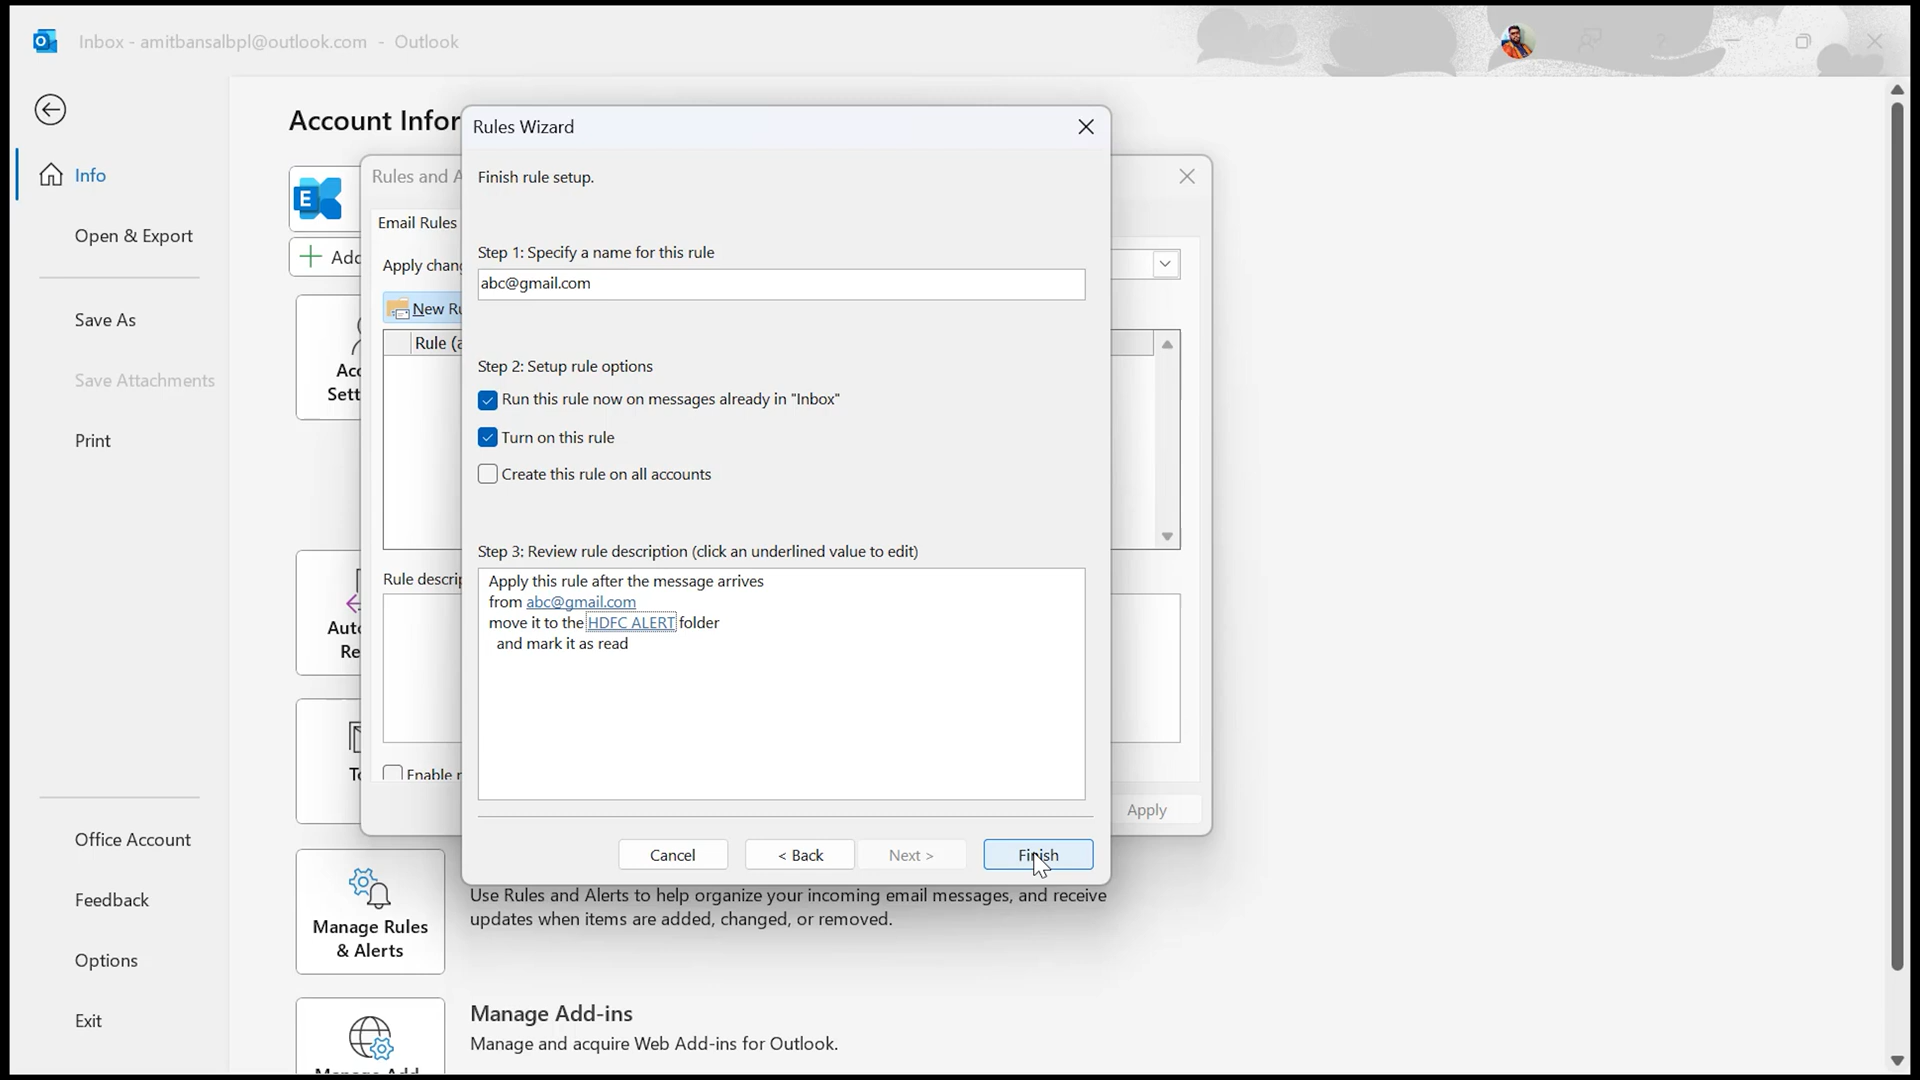 Inbox - amitbansalbpl@outlook.com - Outlook
Account Infor
Info
Open & Export
Save As
Save Attachments
Print
Office Account
Feedback
Options
Exit
E
Add
Acc
Sett
Auto
Re
To
Manage Rules
& Alerts
Use Rules and Alerts to help organize your incoming email messages, and receive
updates when items are added, changed, or removed.
Manage Add-ins
Manage and acquire Web Add-ins for Outlook.
Manage Add
Rules and A
Email Rules
Apply chang
New Ru
Rule (a
Rule descrip
Enable r
Apply
Rules Wizard
Finish rule setup.
Step 1: Specify a name for this rule
abc@gmail.com
Step 2: Setup rule options
Run this rule now on messages already in "Inbox"
Turn on this rule
Create this rule on all accounts
Step 3: Review rule description (click an underlined value to edit)
Apply this rule after the message arrives
from abc@gmail.com
move it to the HDFC ALERT folder
and mark it as read
Cancel
< Back
Next >
Finish